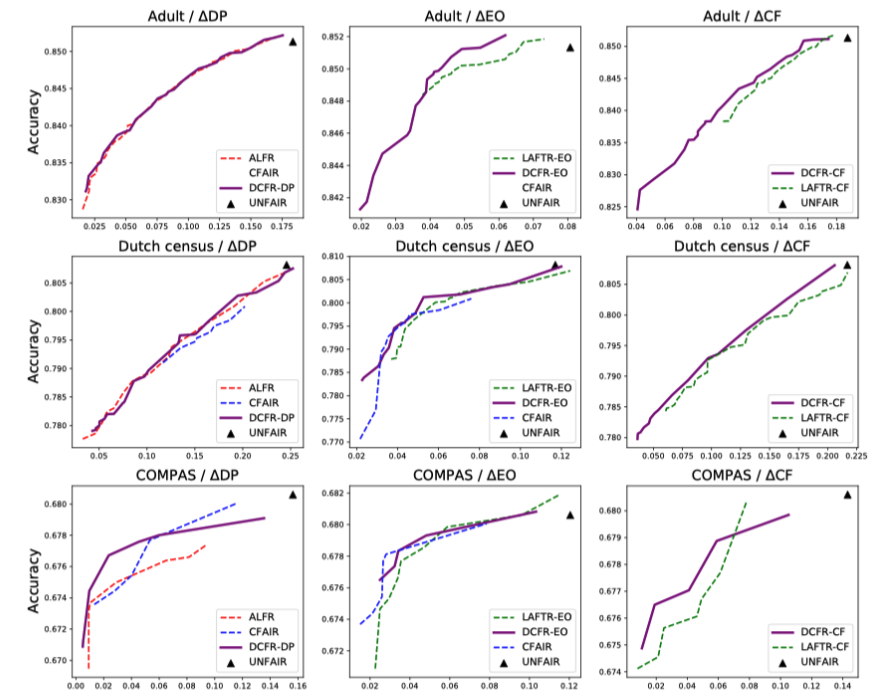 Adult / ΔDP
Accuracy
0.850
0.845
0.840
0.835
0.830
ALFR
CFAIR
DCFR-DP
UNFAIR
0.025 0.050 0.075 0.100 0.125 0.150 0.175
Adult / ΔEO
0.852
0.850
0.848
0.846
0.844
0.842
LAFTR-EO
DCFR-EO
CFAIR
UNFAIR
0.02 0.03 0.04 0.05 0.06 0.07 0.08
Adult / ΔCF
0.850
0.845
0.840
0.835
0.830
0.825
DCFR-CF
LAFTR-CF
UNFAIR
0.04 0.06 0.08 0.10 0.12 0.14 0.16 0.18
Dutch census / ΔDP
Accuracy
0.805
0.800
0.795
0.790
0.785
0.780
ALFR
CFAIR
DCFR-DP
UNFAIR
0.05 0.10 0.15 0.20 0.25
Dutch census / ΔEO
0.810
0.805
0.800
0.795
0.790
0.785
0.780
0.775
0.770
LAFTR-EO
DCFR-EO
CFAIR
UNFAIR
0.02 0.04 0.06 0.08 0.10 0.12
Dutch census / ΔCF
0.805
0.800
0.795
0.790
0.785
0.780
DCFR-CF
LAFTR-CF
UNFAIR
0.050 0.075 0.100 0.125 0.150 0.175 0.200 0.225
COMPAS / ΔDP
Accuracy
0.680
0.678
0.676
0.674
0.672
0.670
ALFR
CFAIR
DCFR-DP
UNFAIR
0.00 0.02 0.04 0.06 0.08 0.10 0.12 0.14 0.16
COMPAS / ΔEO
0.682
0.680
0.678
0.676
0.674
0.672
LAFTR-EO
DCFR-EO
CFAIR
UNFAIR
0.02 0.04 0.06 0.08 0.10 0.12
COMPAS / ΔCF
0.680
0.679
0.678
0.677
0.676
0.675
0.674
DCFR-CF
LAFTR-CF
UNFAIR
0.02 0.04 0.06 0.08 0.10 0.12 0.14